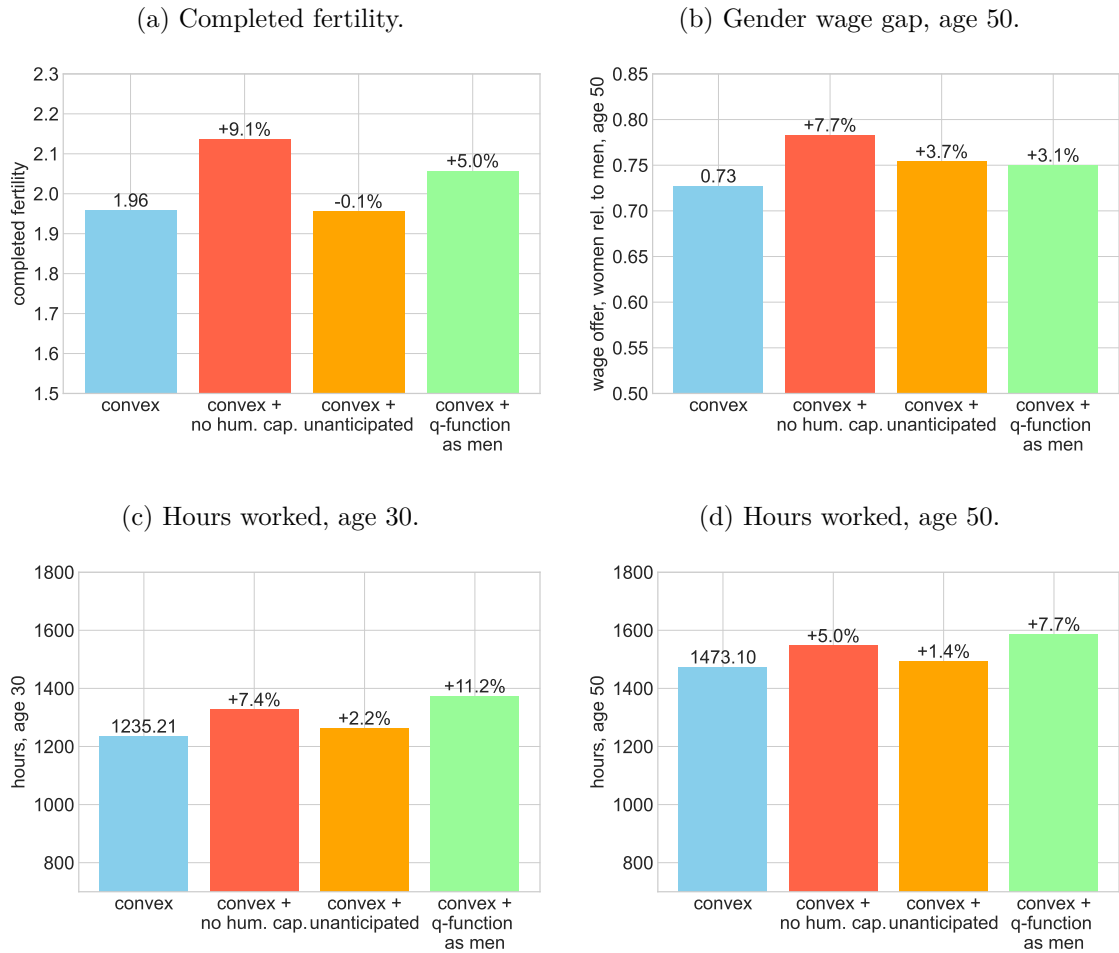 (a) Completed fertility.
completed fertility
2.3
2.2
2.1
2.0
1.9
1.8
1.7
1.6
1.5
1.96
+9.1%
-0.1%
+5.0%
convex
convex +
no hum. cap.
convex +
unanticipated
convex +
q-function
as men
(b) Gender wage gap, age 50.
wage offer, women rel. to men, age 50
0.85
0.80
0.75
0.70
0.65
0.60
0.55
0.50
0.73
+7.7%
+3.7%
+3.1%
convex
convex +
no hum. cap.
convex +
unanticipated
convex +
q-function
as men
(c) Hours worked, age 30.
hours, age 30
1800
1600
1400
1200
1000
800
1235.21
+7.4%
+2.2%
+11.2%
convex
convex +
no hum. cap.
convex +
unanticipated
convex +
q-function
as men
(d) Hours worked, age 50.
hours, age 50
1800
1600
1400
1200
1000
800
1473.10
+5.0%
+1.4%
+7.7%
convex
convex +
no hum. cap.
convex +
unanticipated
convex +
q-function
as men